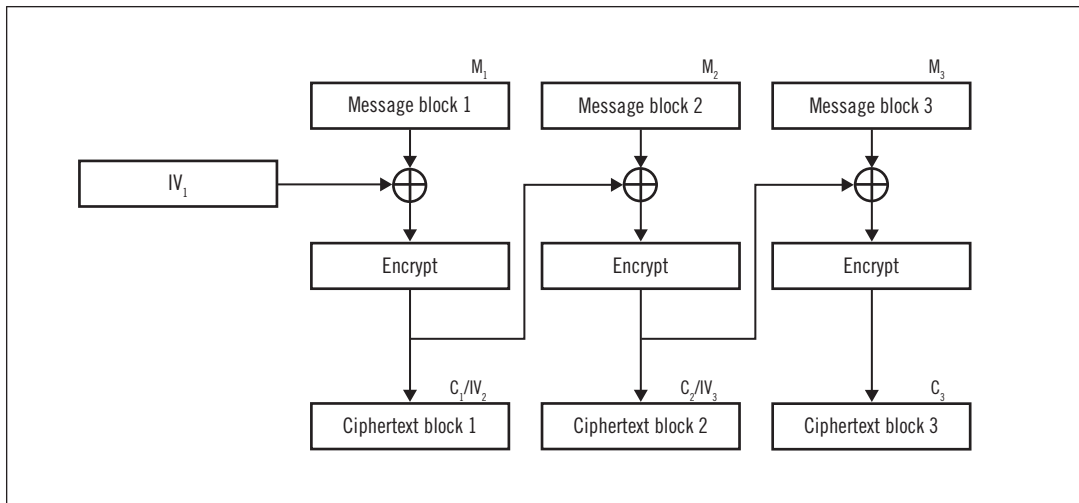 M₁ M₂ M₃
Message block 1 Message block 2 Message block 3
IV₁
Encrypt Encrypt Encrypt
C₁/IV₂ C₂/IV₃ C₃
Ciphertext block 1 Ciphertext block 2 Ciphertext block 3